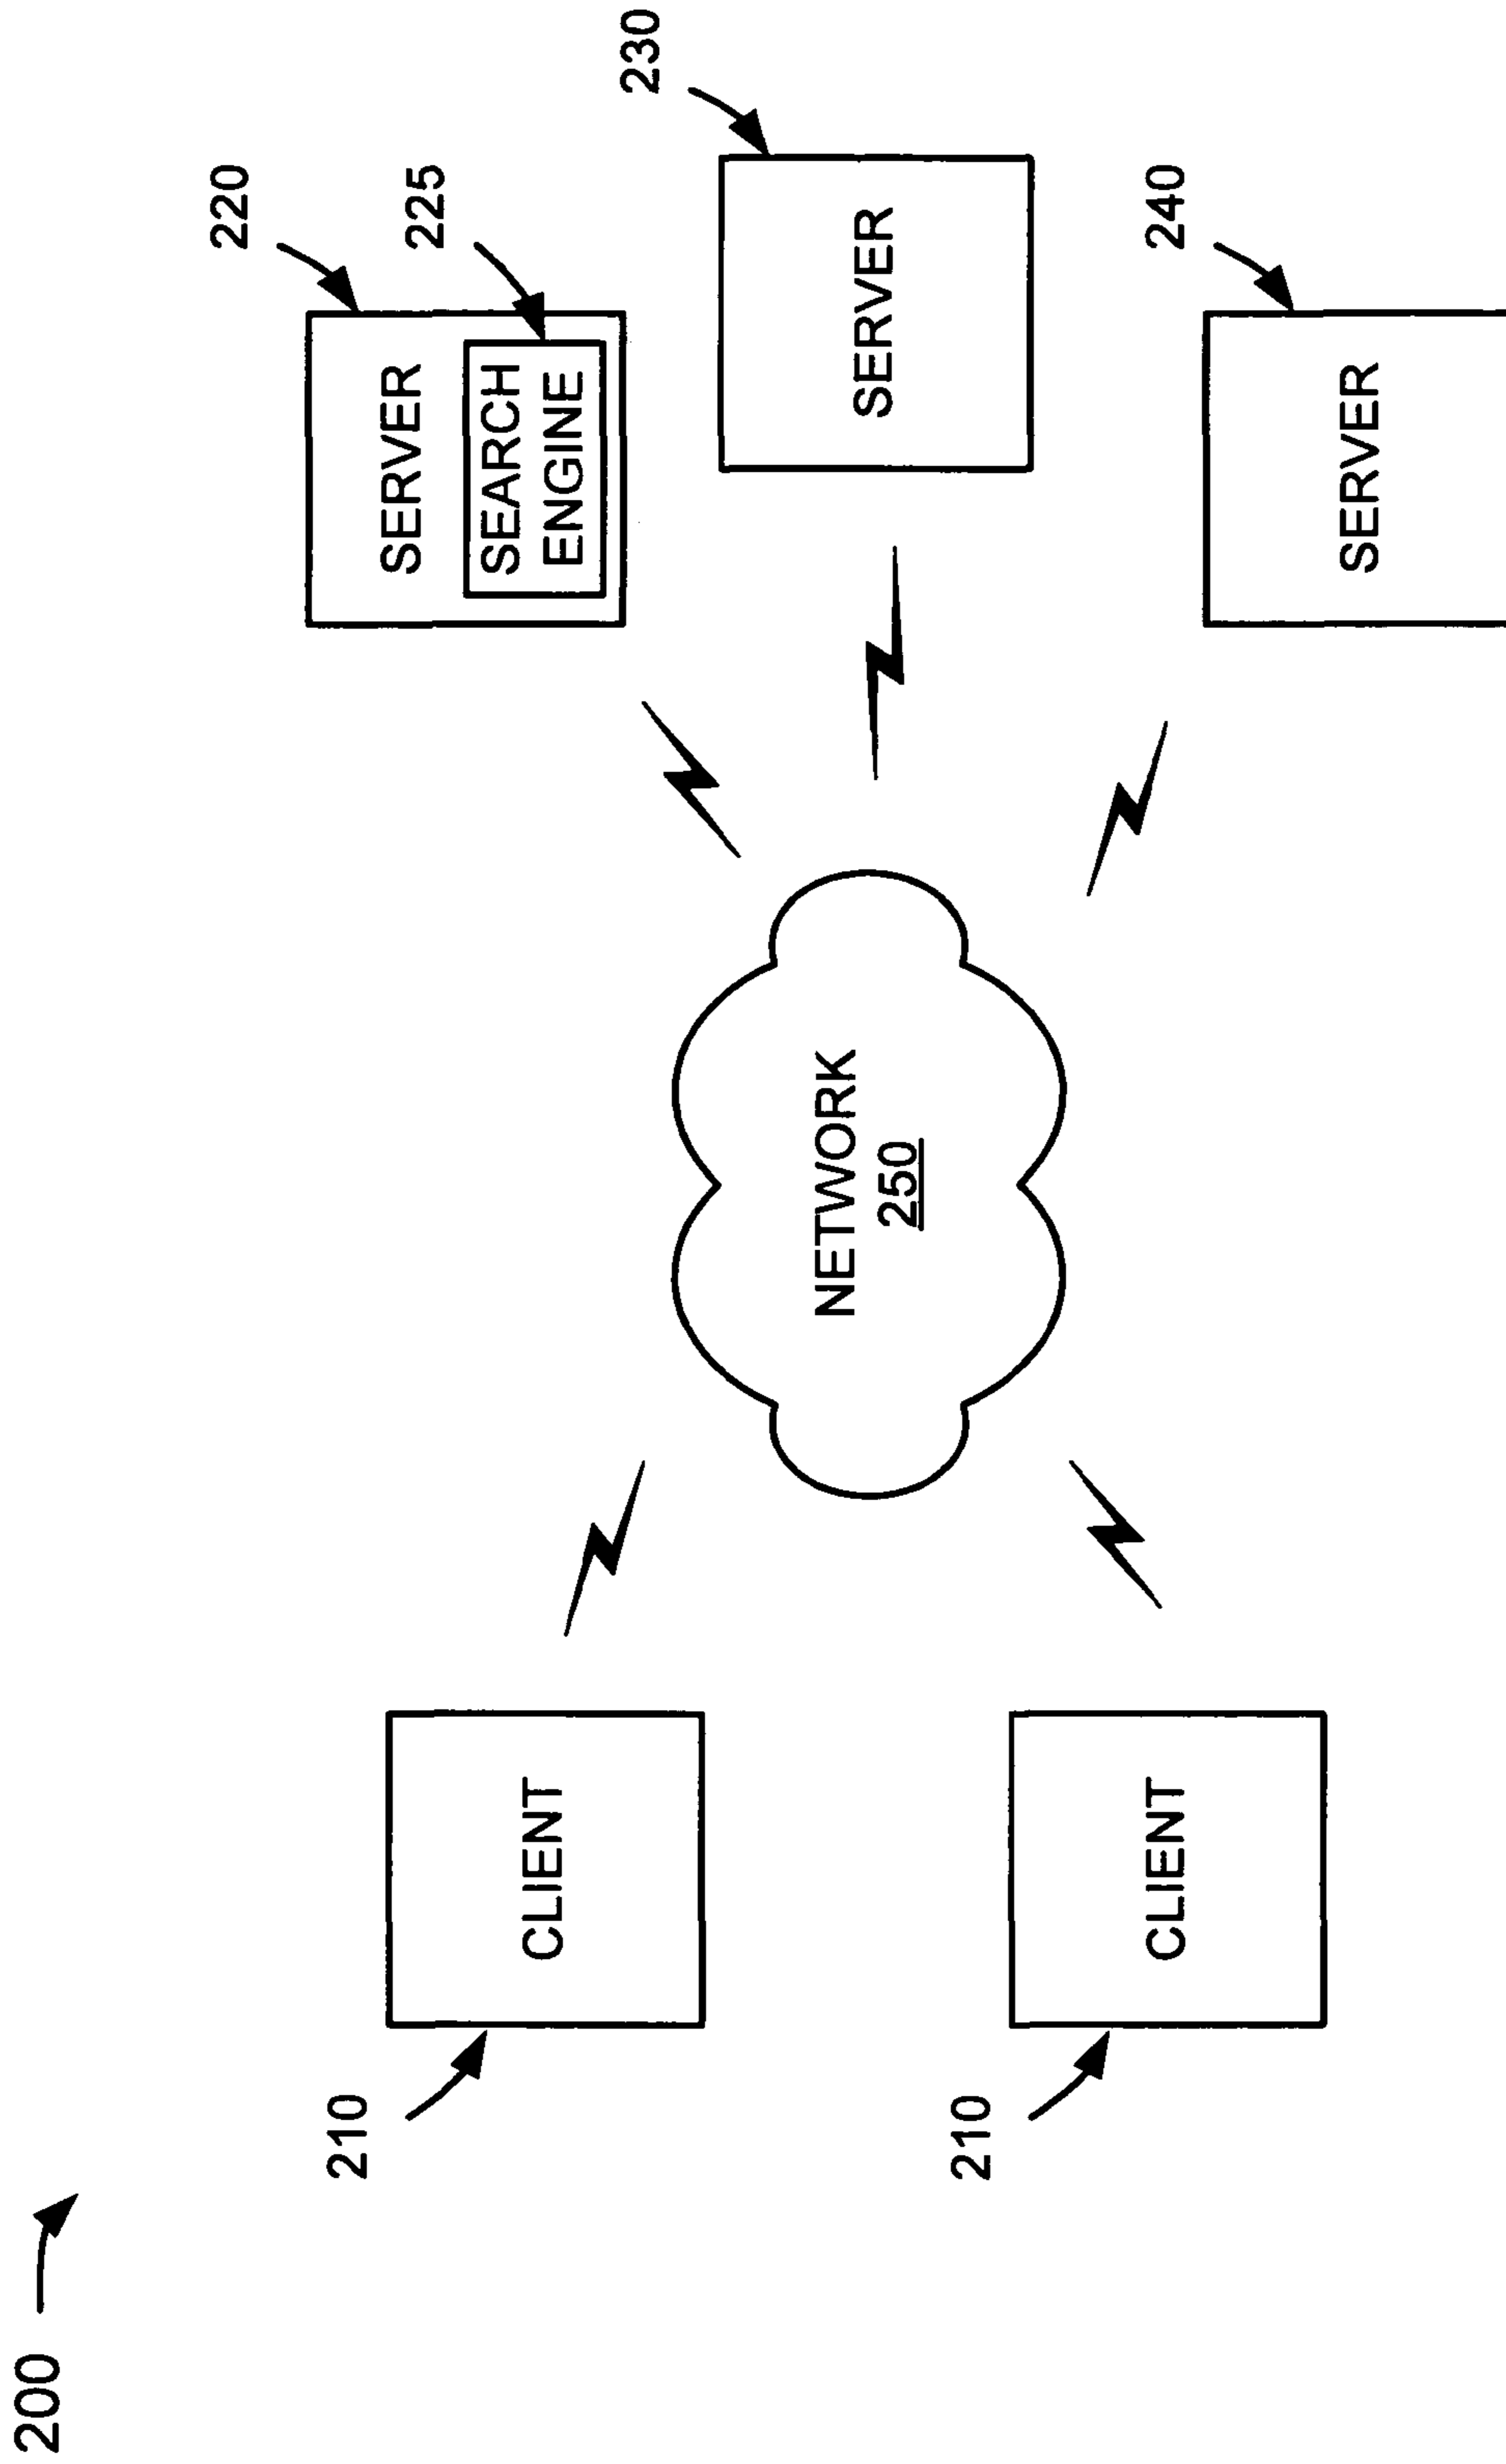 200
210
CLIENT
210
CLIENT
NETWORK
250
220
225
SERVER
SEARCH
ENGINE
230
SERVER
240
SERVER